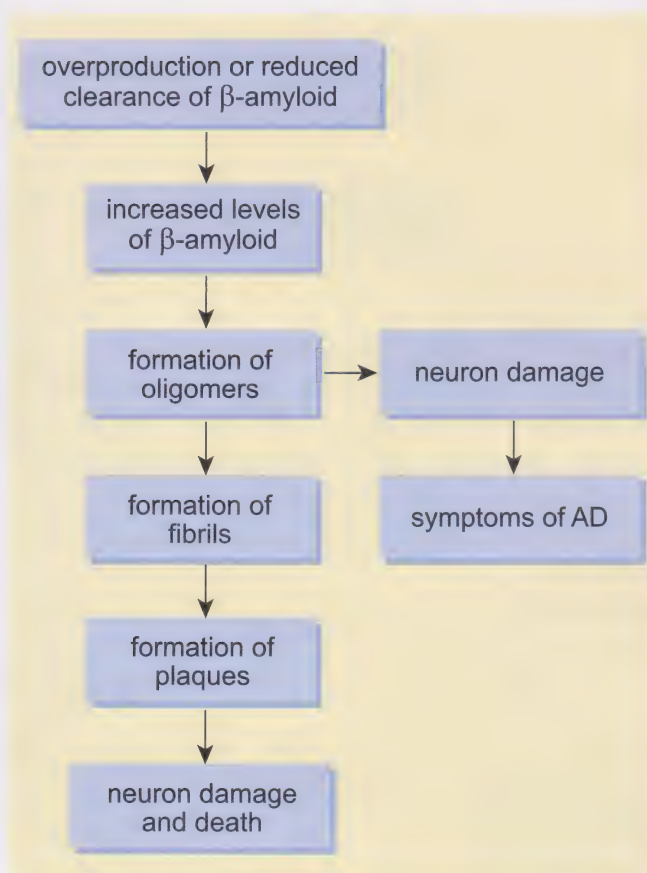 overproduction or reduced
clearance of β-amyloid
increased levels
of β-amyloid
formation of
oligomers
neuron damage
formation of
fibrils
symptoms of AD
formation of
plaques
neuron damage
and death